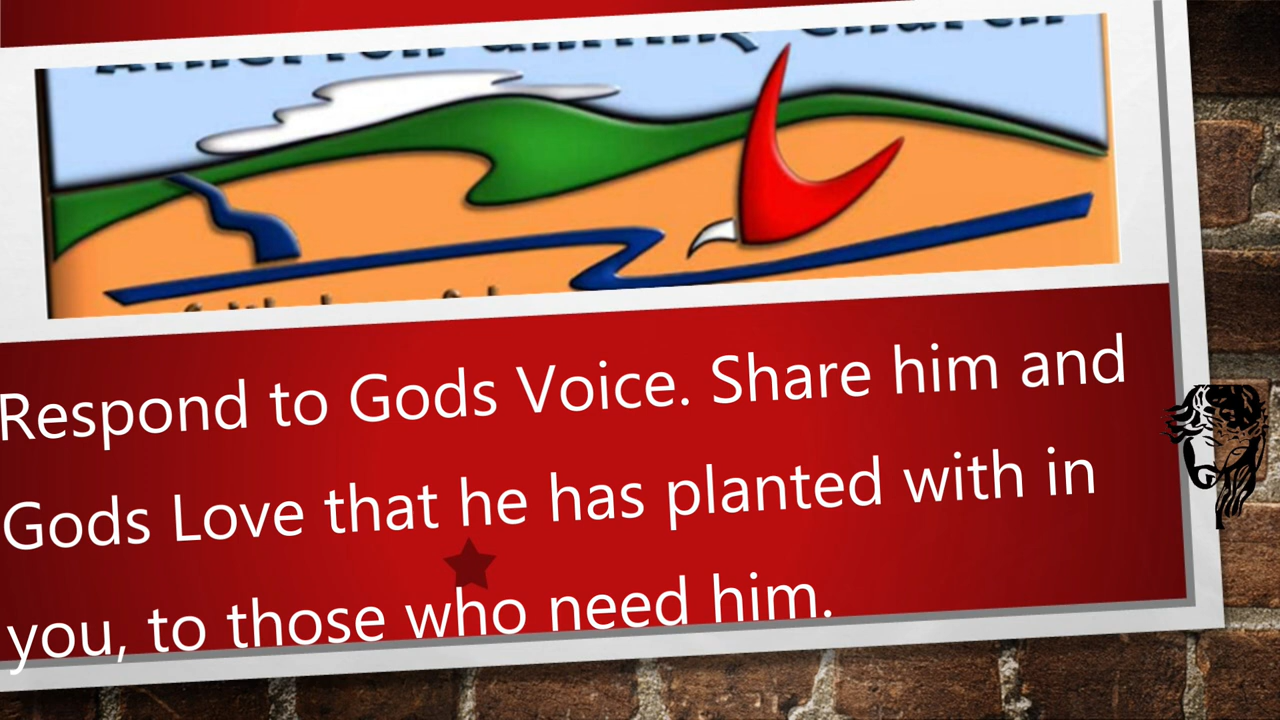 Church
Respond to Gods Voice. Share him and
Gods Love that he has planted with in
you, to those who need him.